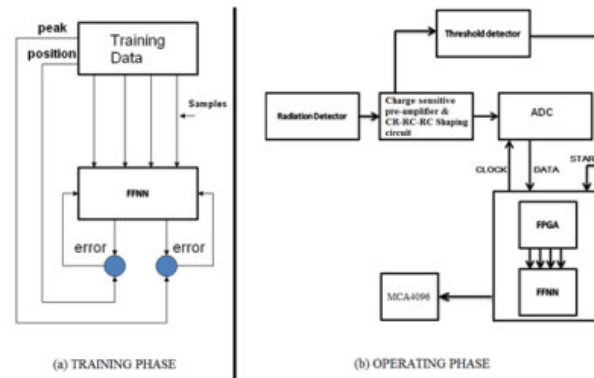 peak
position
Training
Data
Samples
FFNN
error
error
(a) TRAINING PHASE
Threshold detector
Radiation Detector
Charge sensitive
pre-amplifier &
CR-RC-RC Shaping
circuit
ADC
CLOCK
DATA
STAR
FPGA
FFNN
MCA4096
(b) OPERATING PHASE